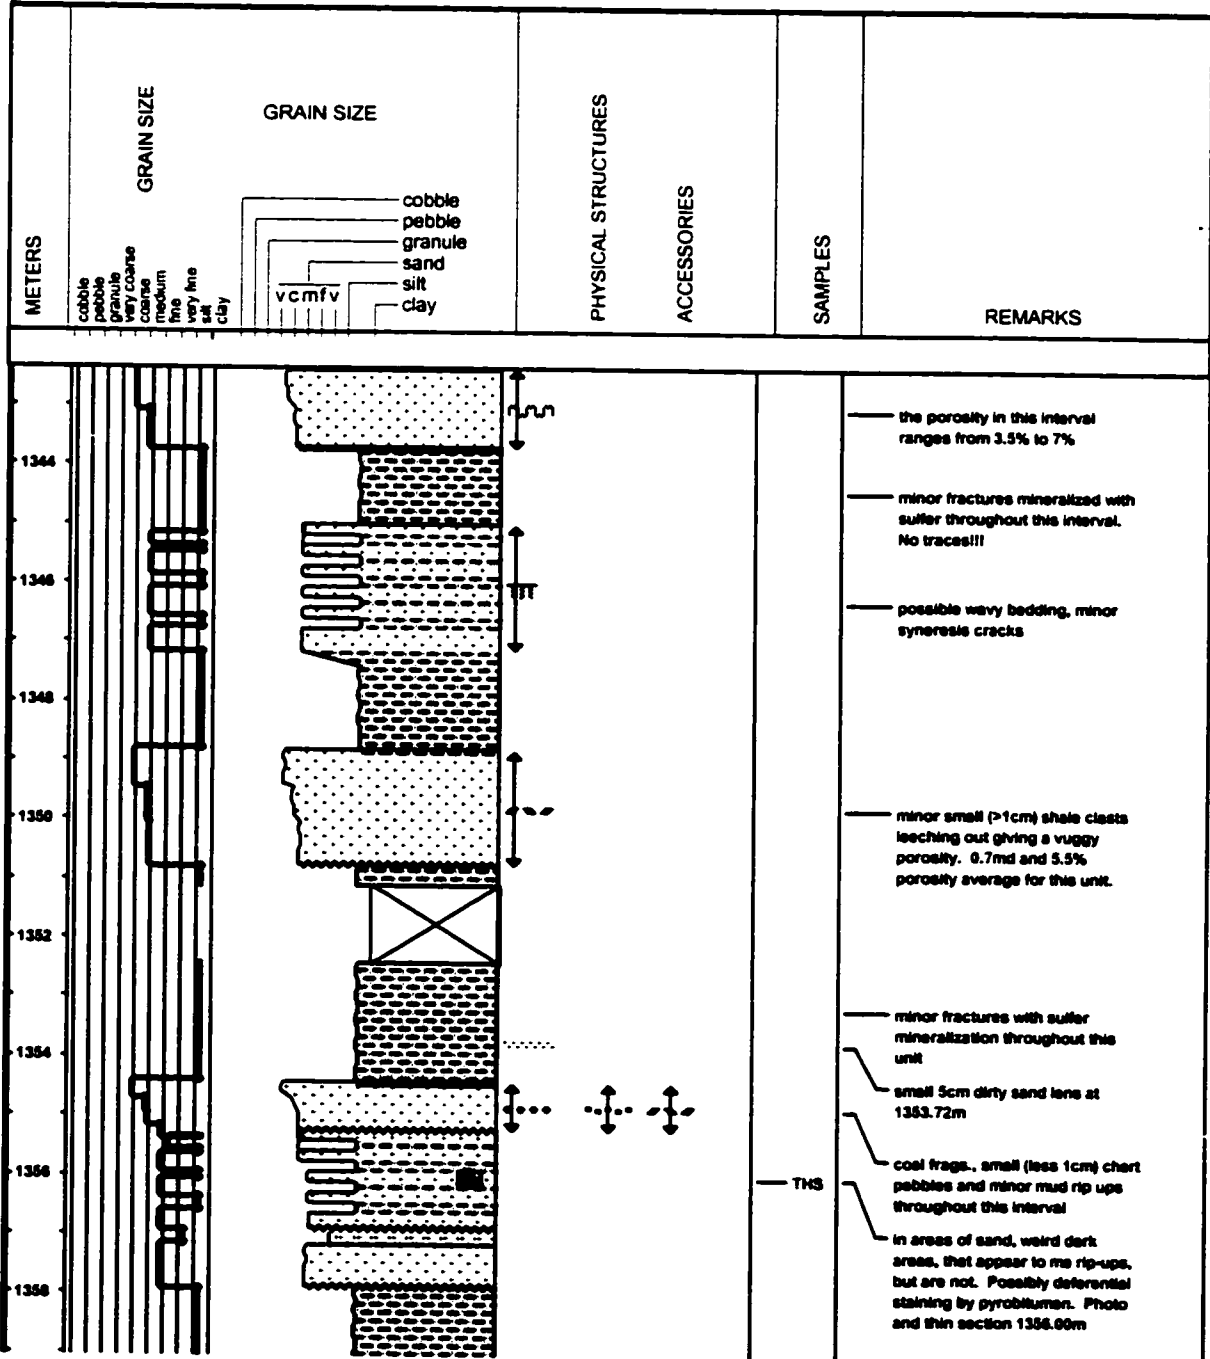 METERS
GRAIN SIZE
cobble
pebble
granule
very coarse
coarse
medium
fine
very fine
silt
clay
GRAIN SIZE
cobble
pebble
granule
sand
silt
v c m f v
clay
PHYSICAL STRUCTURES
ACCESSORIES
SAMPLES
REMARKS
1344
1346
1348
1350
1352
1354
1356
1358
THS
the porosity in this interval
ranges from 3.5% to 7%
minor fractures mineralized with
sulfer throughout this interval.
No traces!!!
possible wavy bedding, minor
syneresis cracks
minor small (>1cm) shale clasts
leeching out giving a vuggy
porosity. 0.7md and 5.5%
porosity average for this unit.
minor fractures with sulfer
mineralization throughout this
unit
small 5cm dirty sand lens at
1353.72m
coal frags., small (less 1cm) chert
pebbles and minor mud rip ups
throughout this interval
in areas of sand, weird dark
areas, that appear to me rip-ups,
but are not. Possibly deferential
staining by pyrobitumen. Photo
and thin section 1356.00m